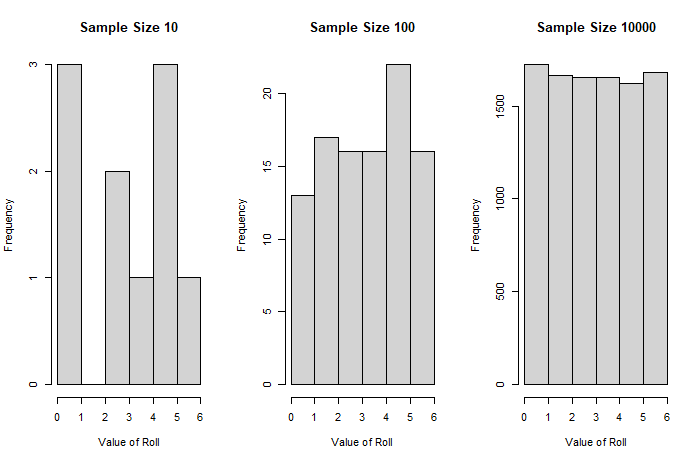 Sample Size 10
Frequency
3
2
1
0
0 1 2 3 4 5 6
Value of Roll
Sample Size 100
Frequency
20
15
10
5
0
0 1 2 3 4 5 6
Value of Roll
Sample Size 10000
Frequency
1500
1000
500
0
0 1 2 3 4 5 6
Value of Roll